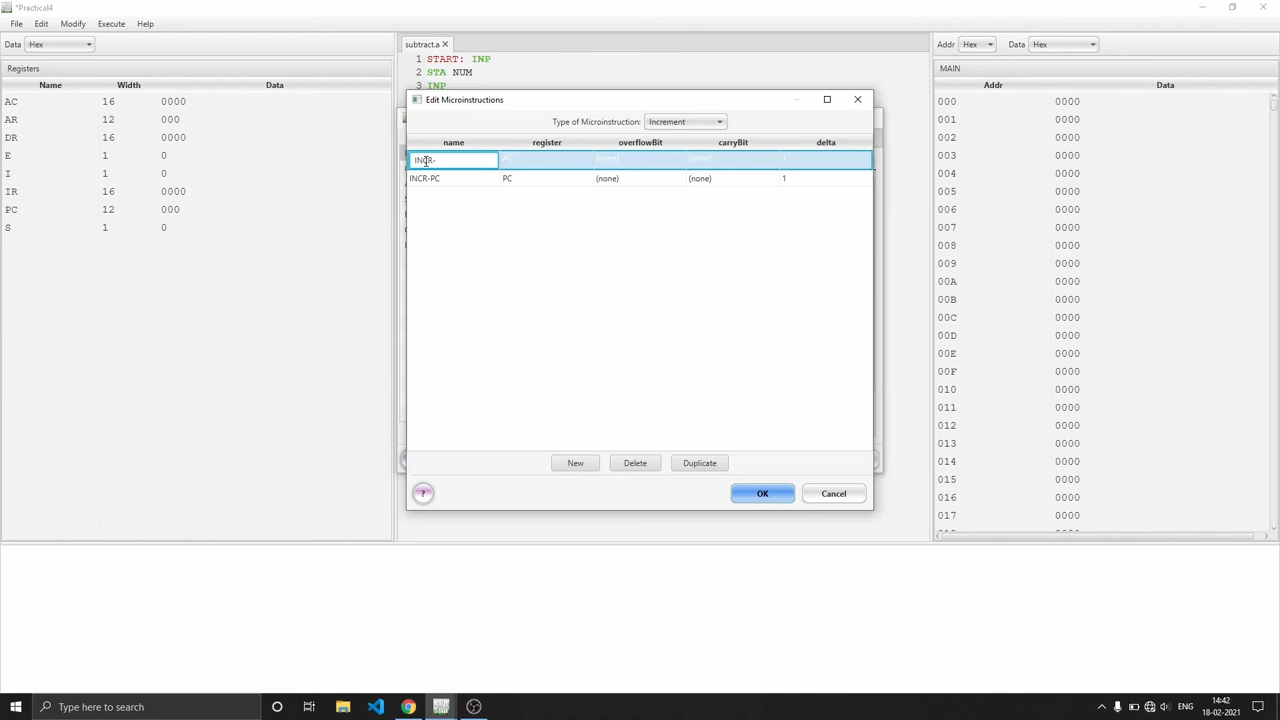 *Practical4
File Edit Modify Execute Help
Data Hex
Registers
Name Width Data
AC 16 0000
AR 12 000
DR 16 0000
E 1 0
I 1 0
IR 16 0000
PC 12 000
S 1 0
subtract.a
1 START: INP
2 STA NUM
3 INP
Edit Microinstructions
Type of Microinstruction: Increment
name register overflowBit carryBit delta
INCR- AC (none) (none) 1
INCR-PC PC (none) (none) 1
New Delete Duplicate
? OK Cancel
Addr Hex Data Hex
MAIN
Addr Data
000 0000
001 0000
002 0000
003 0000
004 0000
005 0000
006 0000
007 0000
008 0000
009 0000
00A 0000
00B 0000
00C 0000
00D 0000
00E 0000
00F 0000
010 0000
011 0000
012 0000
013 0000
014 0000
015 0000
016 0000
017 0000
Type here to search
ENG
14:42
18-02-2021